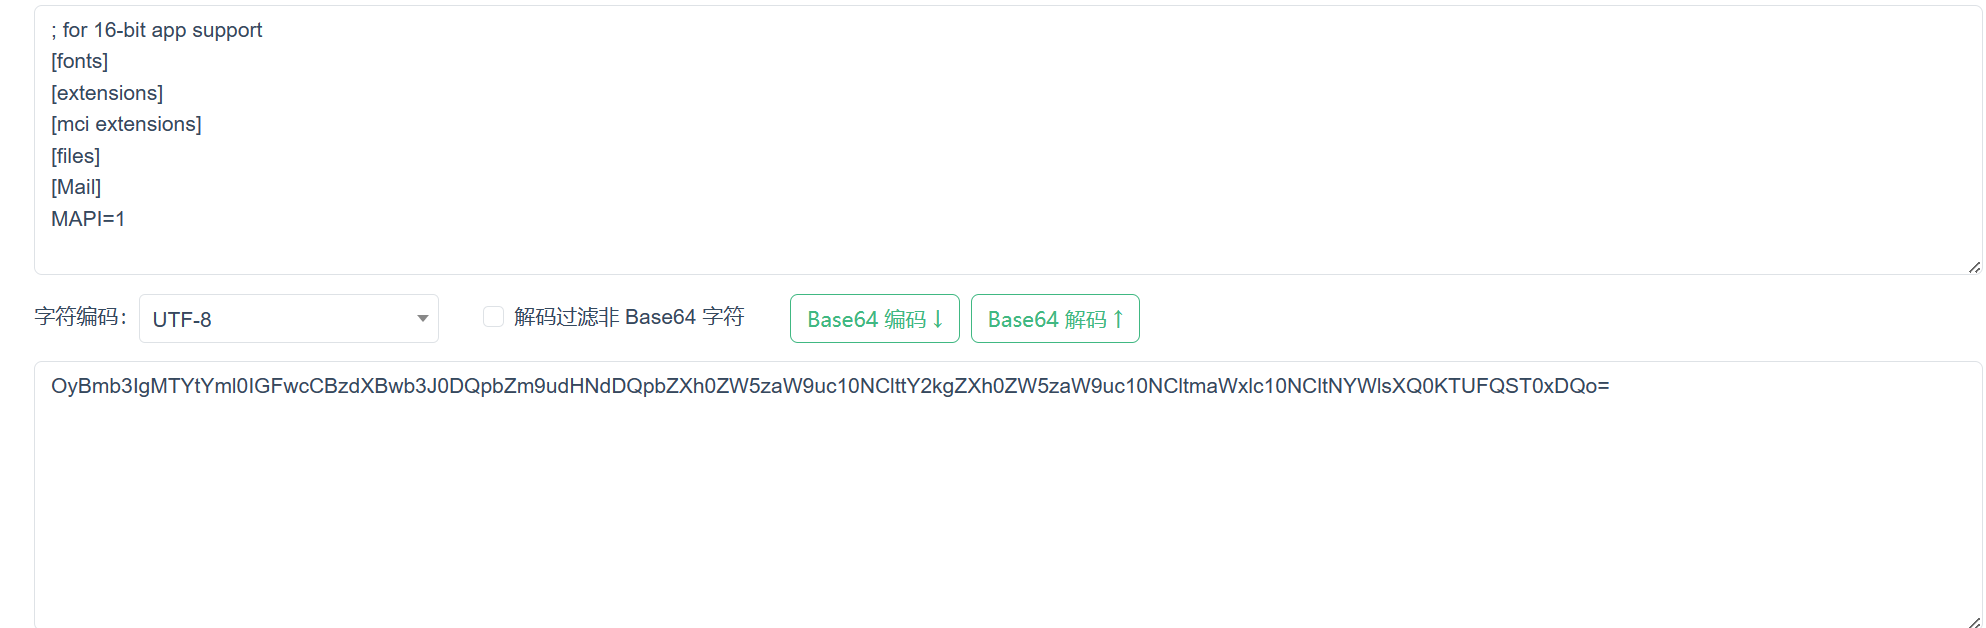 ; for 16-bit app support
[fonts]
[extensions]
[mci extensions]
[files]
[Mail]
MAPI=1
字符编码: UTF-8 解码过滤非 Base64 字符 Base64 编码↓ Base64 解码↑
OyBmb3IgMTYtYml0IGFwcCBzdXBwb3J0DQpbZm9udHNdDQpbZXh0ZW5zaW9uc10NClttY2kgZXh0ZW5zaW9uc10NCltmaWxlc10NCltNYWlsXQ0KTUFQST0xDQo=